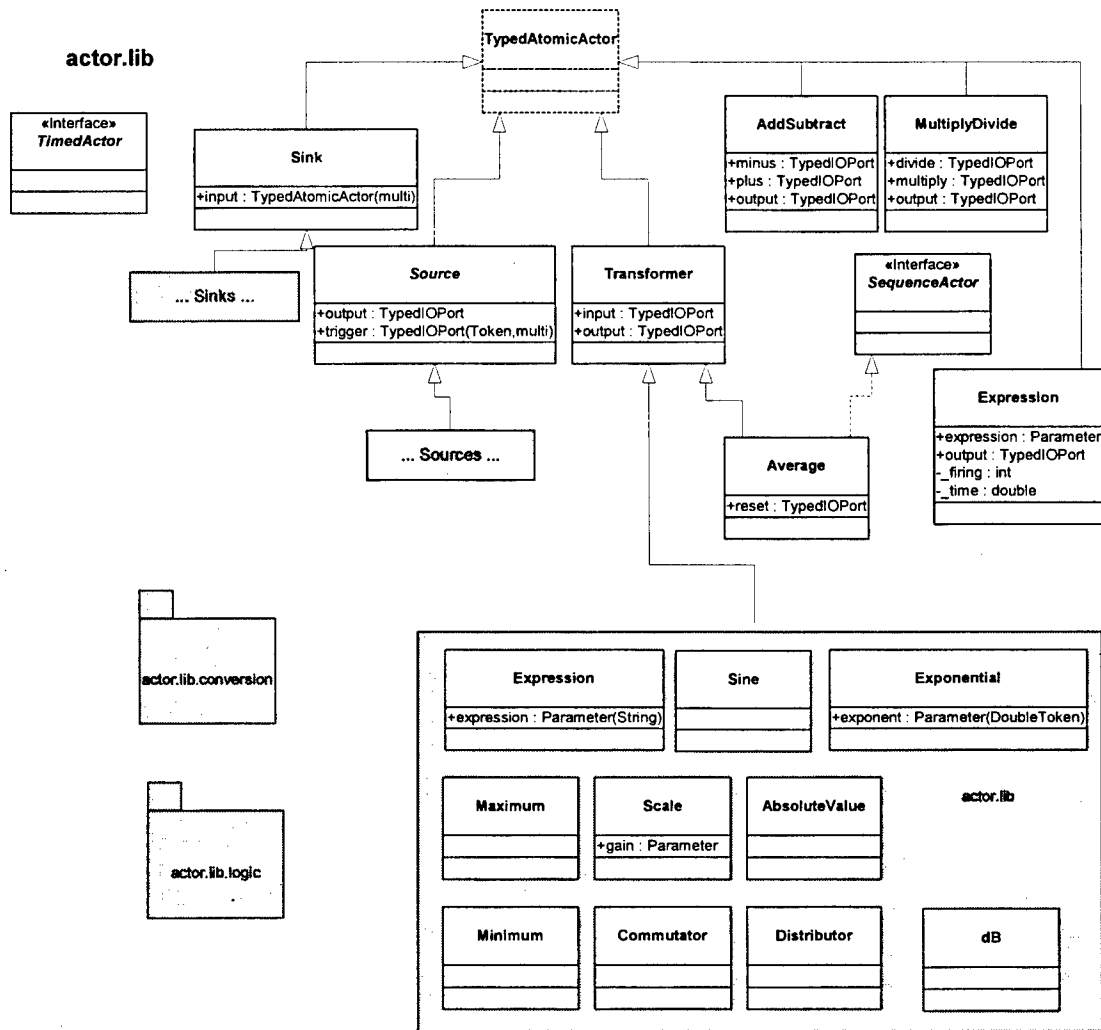 actor.lib
TypedAtomicActor
«Interface»
TimedActor
Sink
+input : TypedAtomicActor(multi)
AddSubtract
+minus : TypedIOPort
+plus : TypedIOPort
+output : TypedIOPort
MultiplyDivide
+divide : TypedIOPort
+multiply : TypedIOPort
+output : TypedIOPort
... Sinks ...
Source
+output : TypedIOPort
+trigger : TypedIOPort(Token,multi)
Transformer
+input : TypedIOPort
+output : TypedIOPort
«Interface»
SequenceActor
... Sources ...
Average
+reset : TypedIOPort
Expression
+expression : Parameter
+output : TypedIOPort
-_firing : int
-_time : double
actor.lib.conversion
actor.lib.logic
Expression
+expression : Parameter(String)
Sine
Exponential
+exponent : Parameter(DoubleToken)
Maximum
Scale
+gain : Parameter
AbsoluteValue
actor.lib
Minimum
Commutator
Distributor
dB